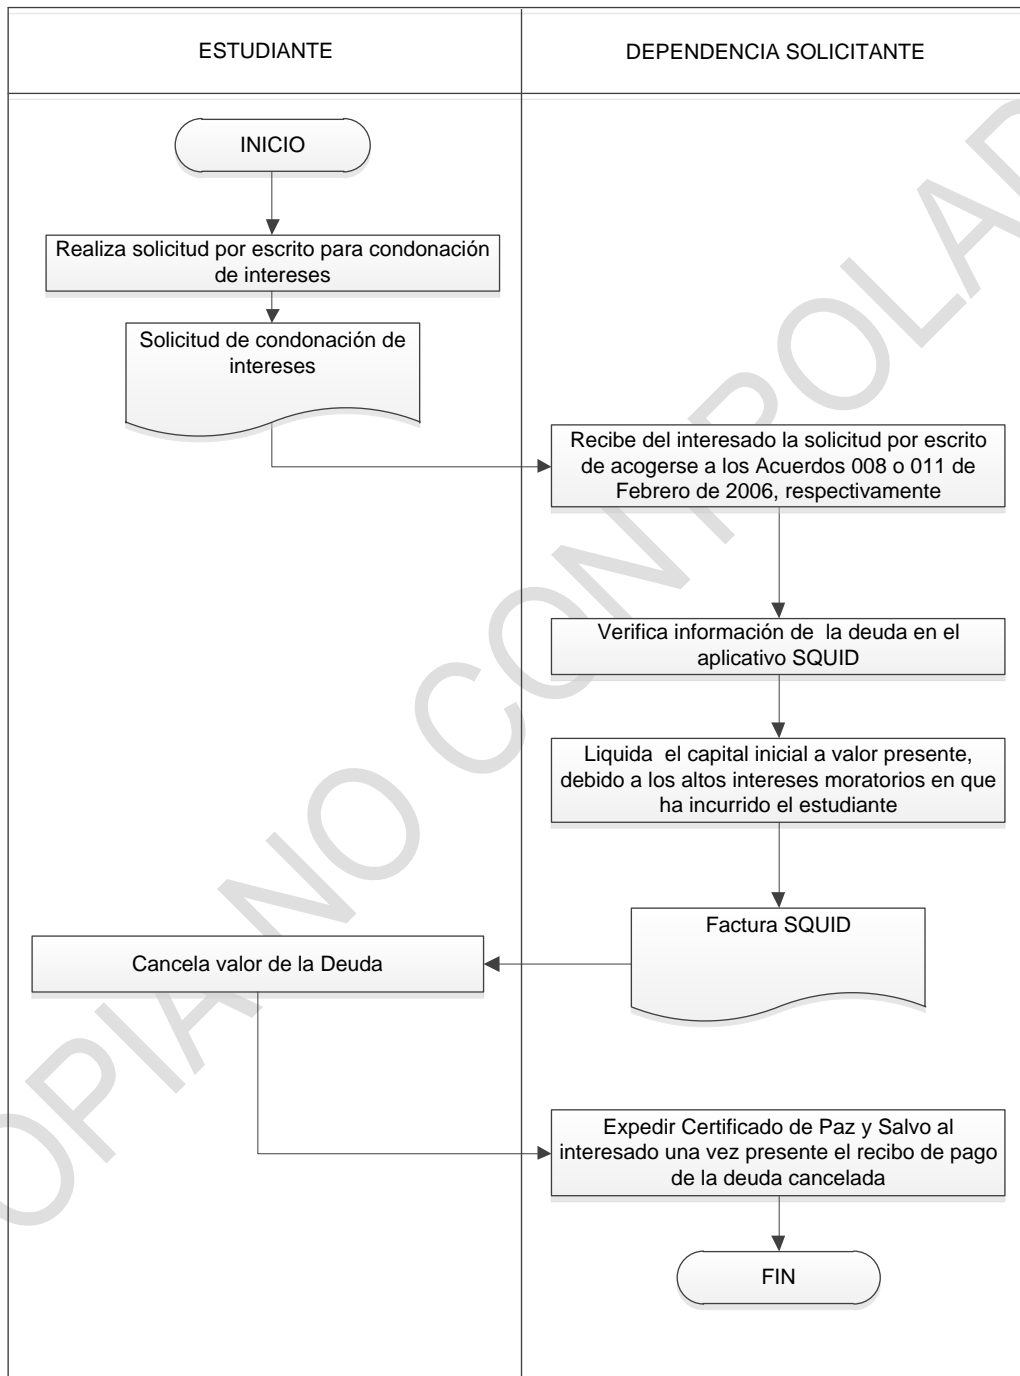 ESTUDIANTE
DEPENDENCIA SOLICITANTE
INICIO
Realiza solicitud por escrito para condonación
de intereses
Solicitud de condonación de
intereses
Recibe del interesado la solicitud por escrito
de acogerse a los Acuerdos 008 o 011 de
Febrero de 2006, respectivamente
Verifica información de  la deuda en el
aplicativo SQUID
Liquida  el capital inicial a valor presente,
debido a los altos intereses moratorios en que
ha incurrido el estudiante
Factura SQUID
Cancela valor de la Deuda
Expedir Certificado de Paz y Salvo al
interesado una vez presente el recibo de pago
de la deuda cancelada
FIN